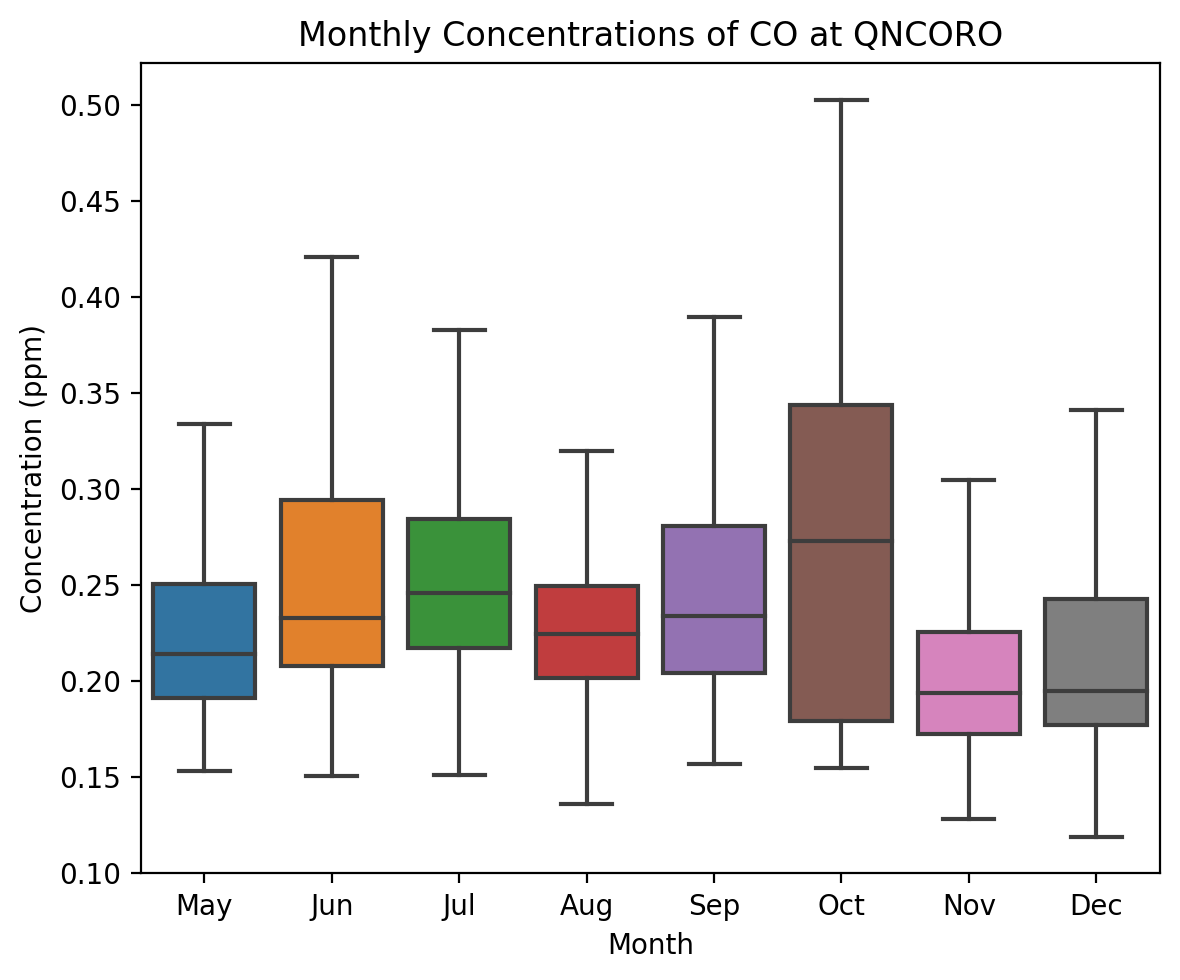 Monthly Concentrations of CO at QNCORO
Concentration (ppm)
0.50
0.45
0.40
0.35
0.30
0.25
0.20
0.15
0.10
May Jun Jul Aug Sep Oct Nov Dec
Month